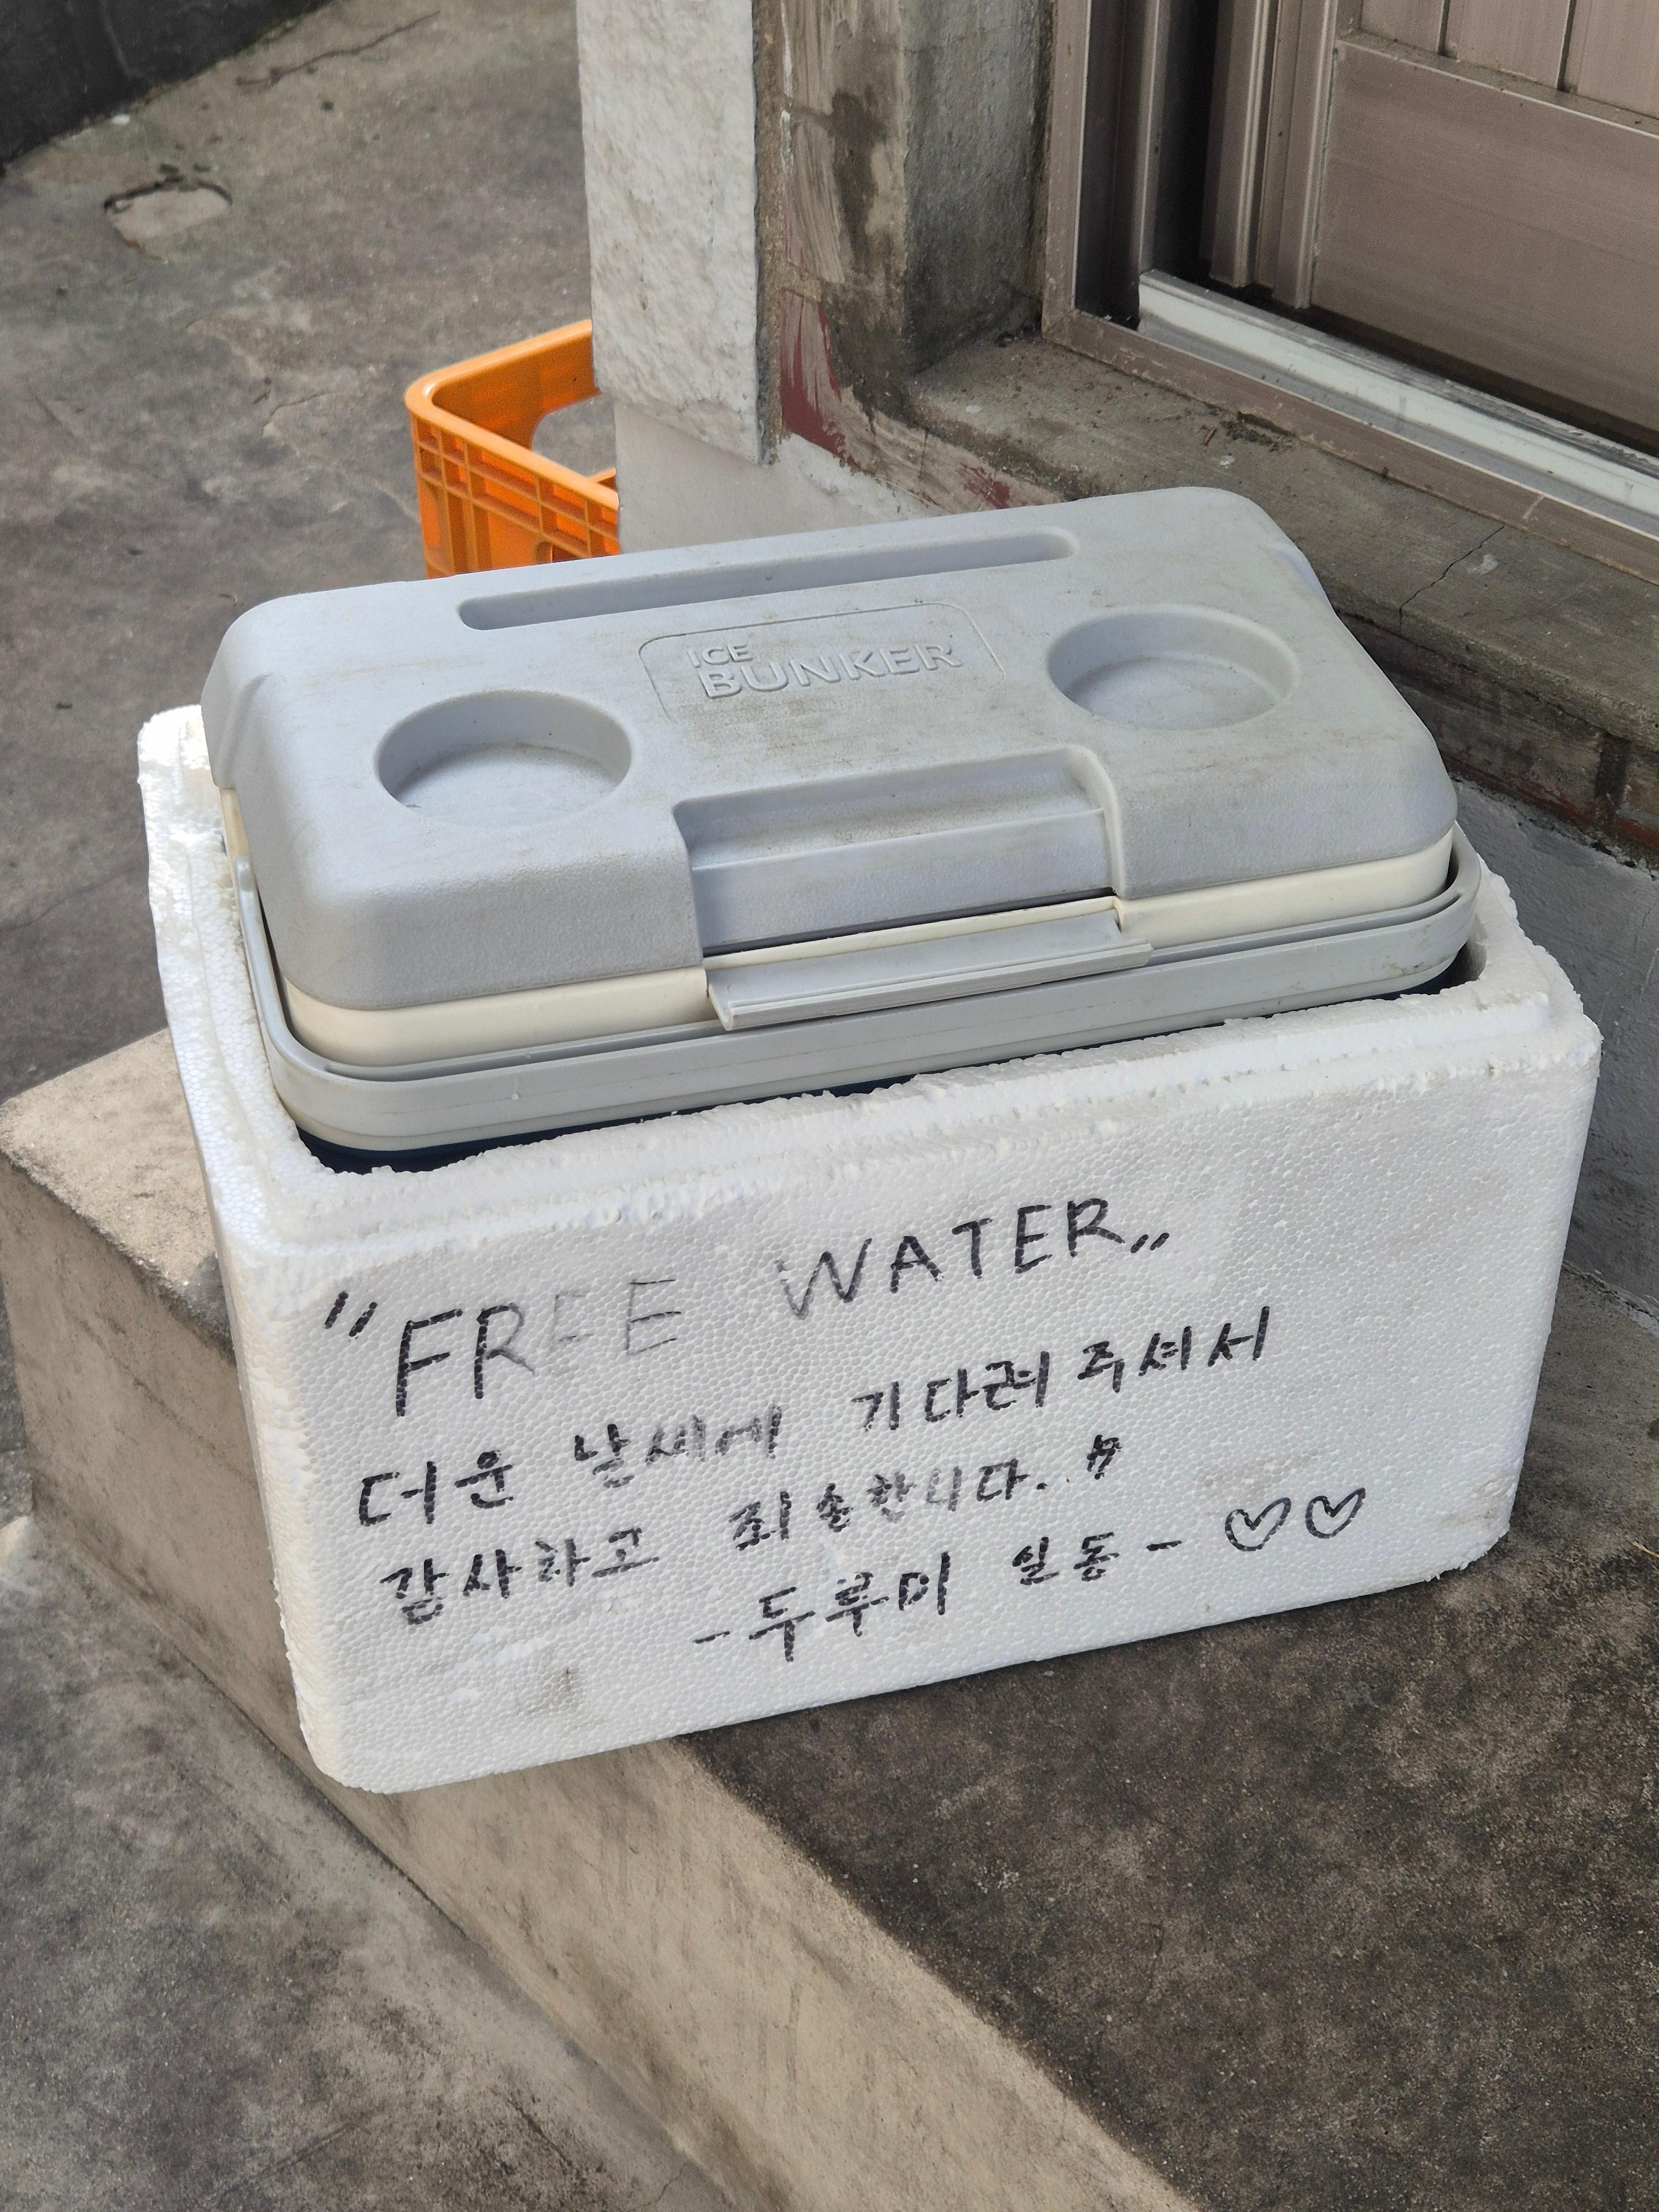 ICE
BUNKER
"FREE WATER„
더운 날씨에 기다려 주셔서
감사하고 죄송합니다..
-두루미 일동- ♡♡